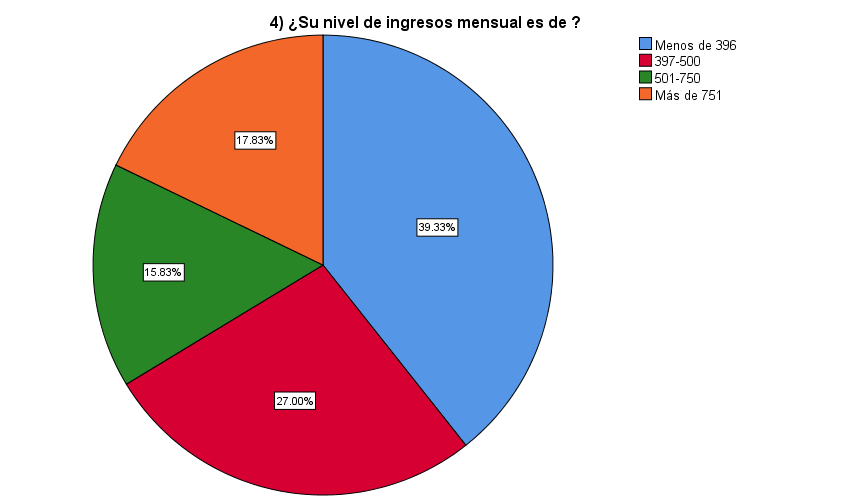 4) ¿Su nivel de ingresos mensual es de ?
Menos de 396
397-500
501-750
Más de 751
17.83%
39.33%
15.83%
27.00%